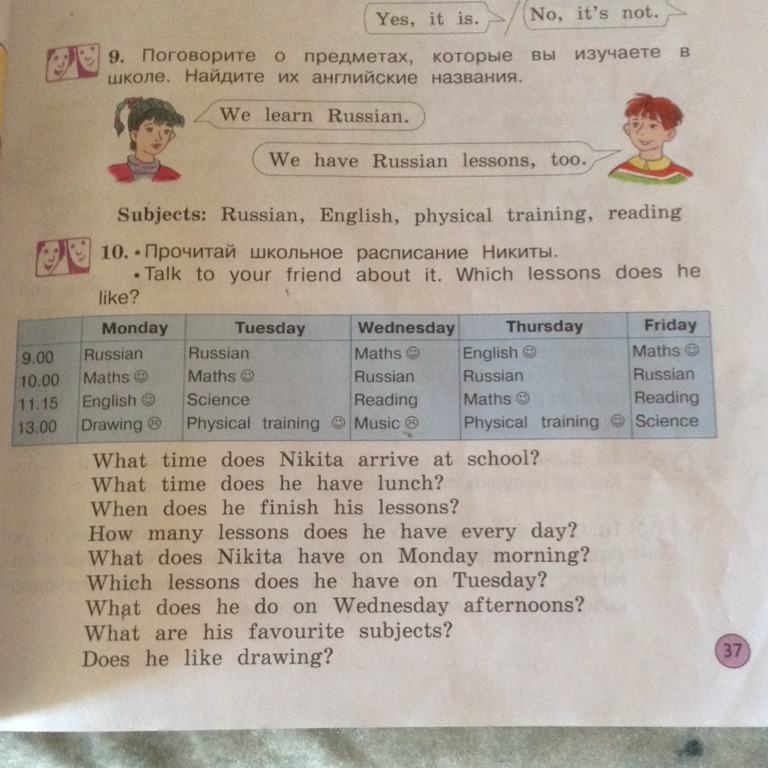 Yes, it is. No, it's not.
9. Поговорите о предметах, которые вы изучаете в
школе. Найдите их английские названия.
We learn Russian.
We have Russian lessons, too.
Subjects: Russian, English, physical training, reading
10. • Прочитай школьное расписание Никиты.
• Talk to your friend about it. Which lessons does he
like?
Monday Tuesday Wednesday Thursday Friday
9.00 Russian Russian Maths ☺ English ☺ Maths ☺
10.00 Maths ☺ Maths ☺ Russian Russian Russian
11.15 English ☺ Science Reading Maths ☺ Reading
13.00 Drawing ☹ Physical training ☺ Music ☹ Physical training ☺ Science
What time does Nikita arrive at school?
What time does he have lunch?
When does he finish his lessons?
How many lessons does he have every day?
What does Nikita have on Monday morning?
Which lessons does he have on Tuesday?
What does he do on Wednesday afternoons?
What are his favourite subjects?
Does he like drawing?
37